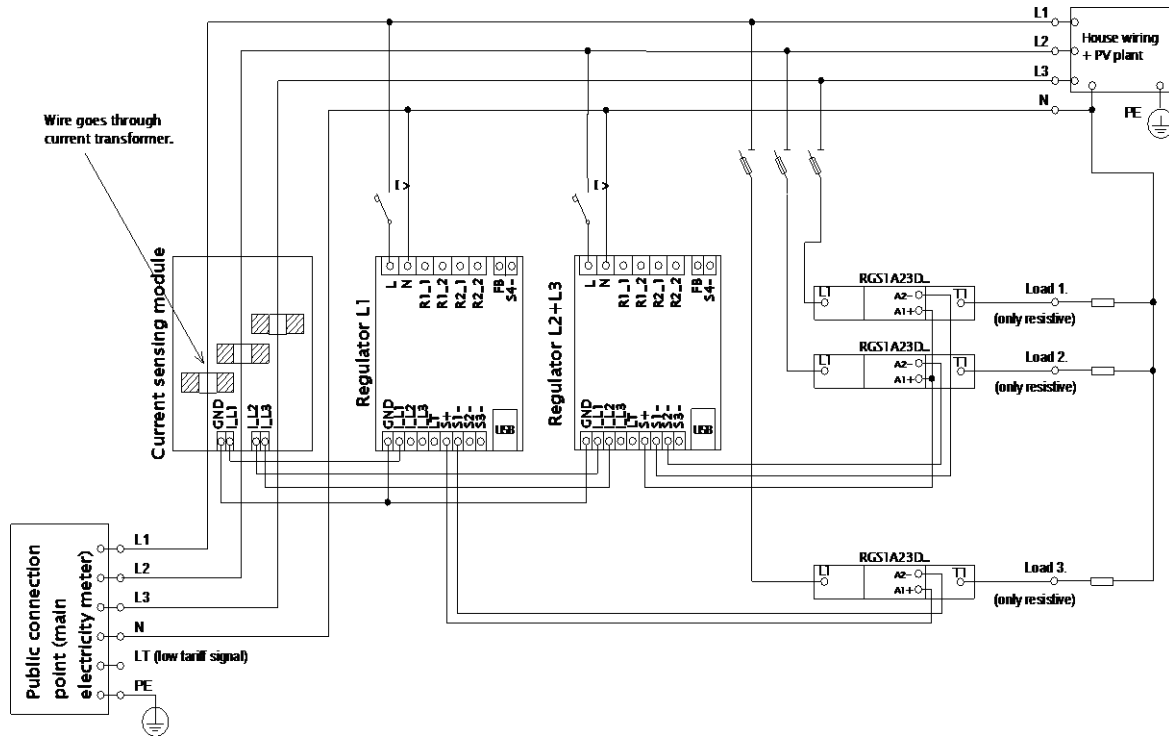 L1
L2
L3
N
House wiring
+ PV plant
PE
Wire goes through
current transformer.
I >
I >
Current sensing module
GND
I_L1
I_L2
I_L3
Regulator L1
L
N
R1_1
R1_2
R2_1
R2_2
FB
S4-
GND
I_L1
I_L2
I_L3
LT
S+
S1-
S2-
S3-
USB
Regulator L2+L3
L
N
R1_1
R1_2
R2_1
R2_2
FB
S4-
GND
I_L1
I_L2
I_L3
LT
S+
S1-
S2-
S3-
USB
RGS1A23D_
L1
A2-
A1+
T1
Load 1.
(only resistive)
RGS1A23D_
L1
A2-
A1+
T1
Load 2.
(only resistive)
RGS1A23D_
L1
A2-
A1+
T1
Load 3.
(only resistive)
Public connection
point (main
electricity meter)
L1
L2
L3
N
LT (low tariff signal)
PE